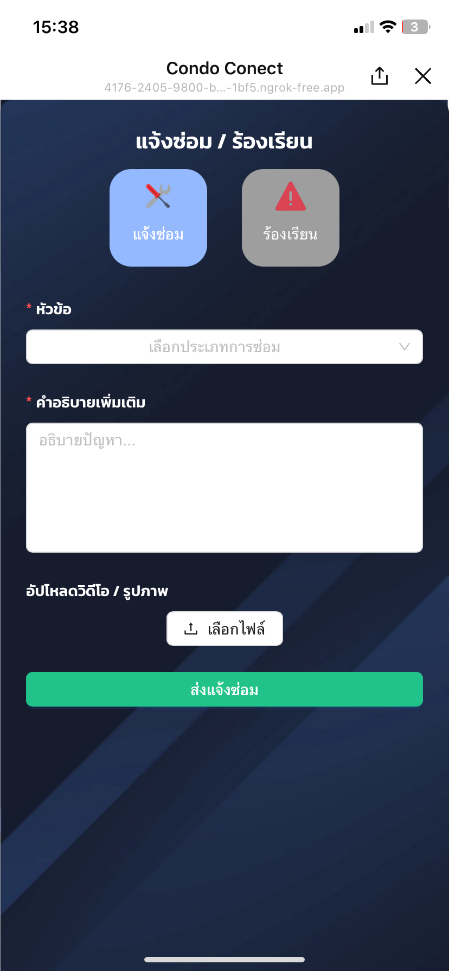 15:38
3
Condo Conect
4176-2405-9800-b...-1bf5.ngrok-free.app
แจ้งซ่อม / ร้องเรียน
แจ้งซ่อม
ร้องเรียน
* หัวข้อ
เลือกประเภทการซ่อม
* คำอธิบายเพิ่มเติม
อธิบายปัญหา...
อัปโหลดวิดีโอ / รูปภาพ
เลือกไฟล์
ส่งแจ้งซ่อม